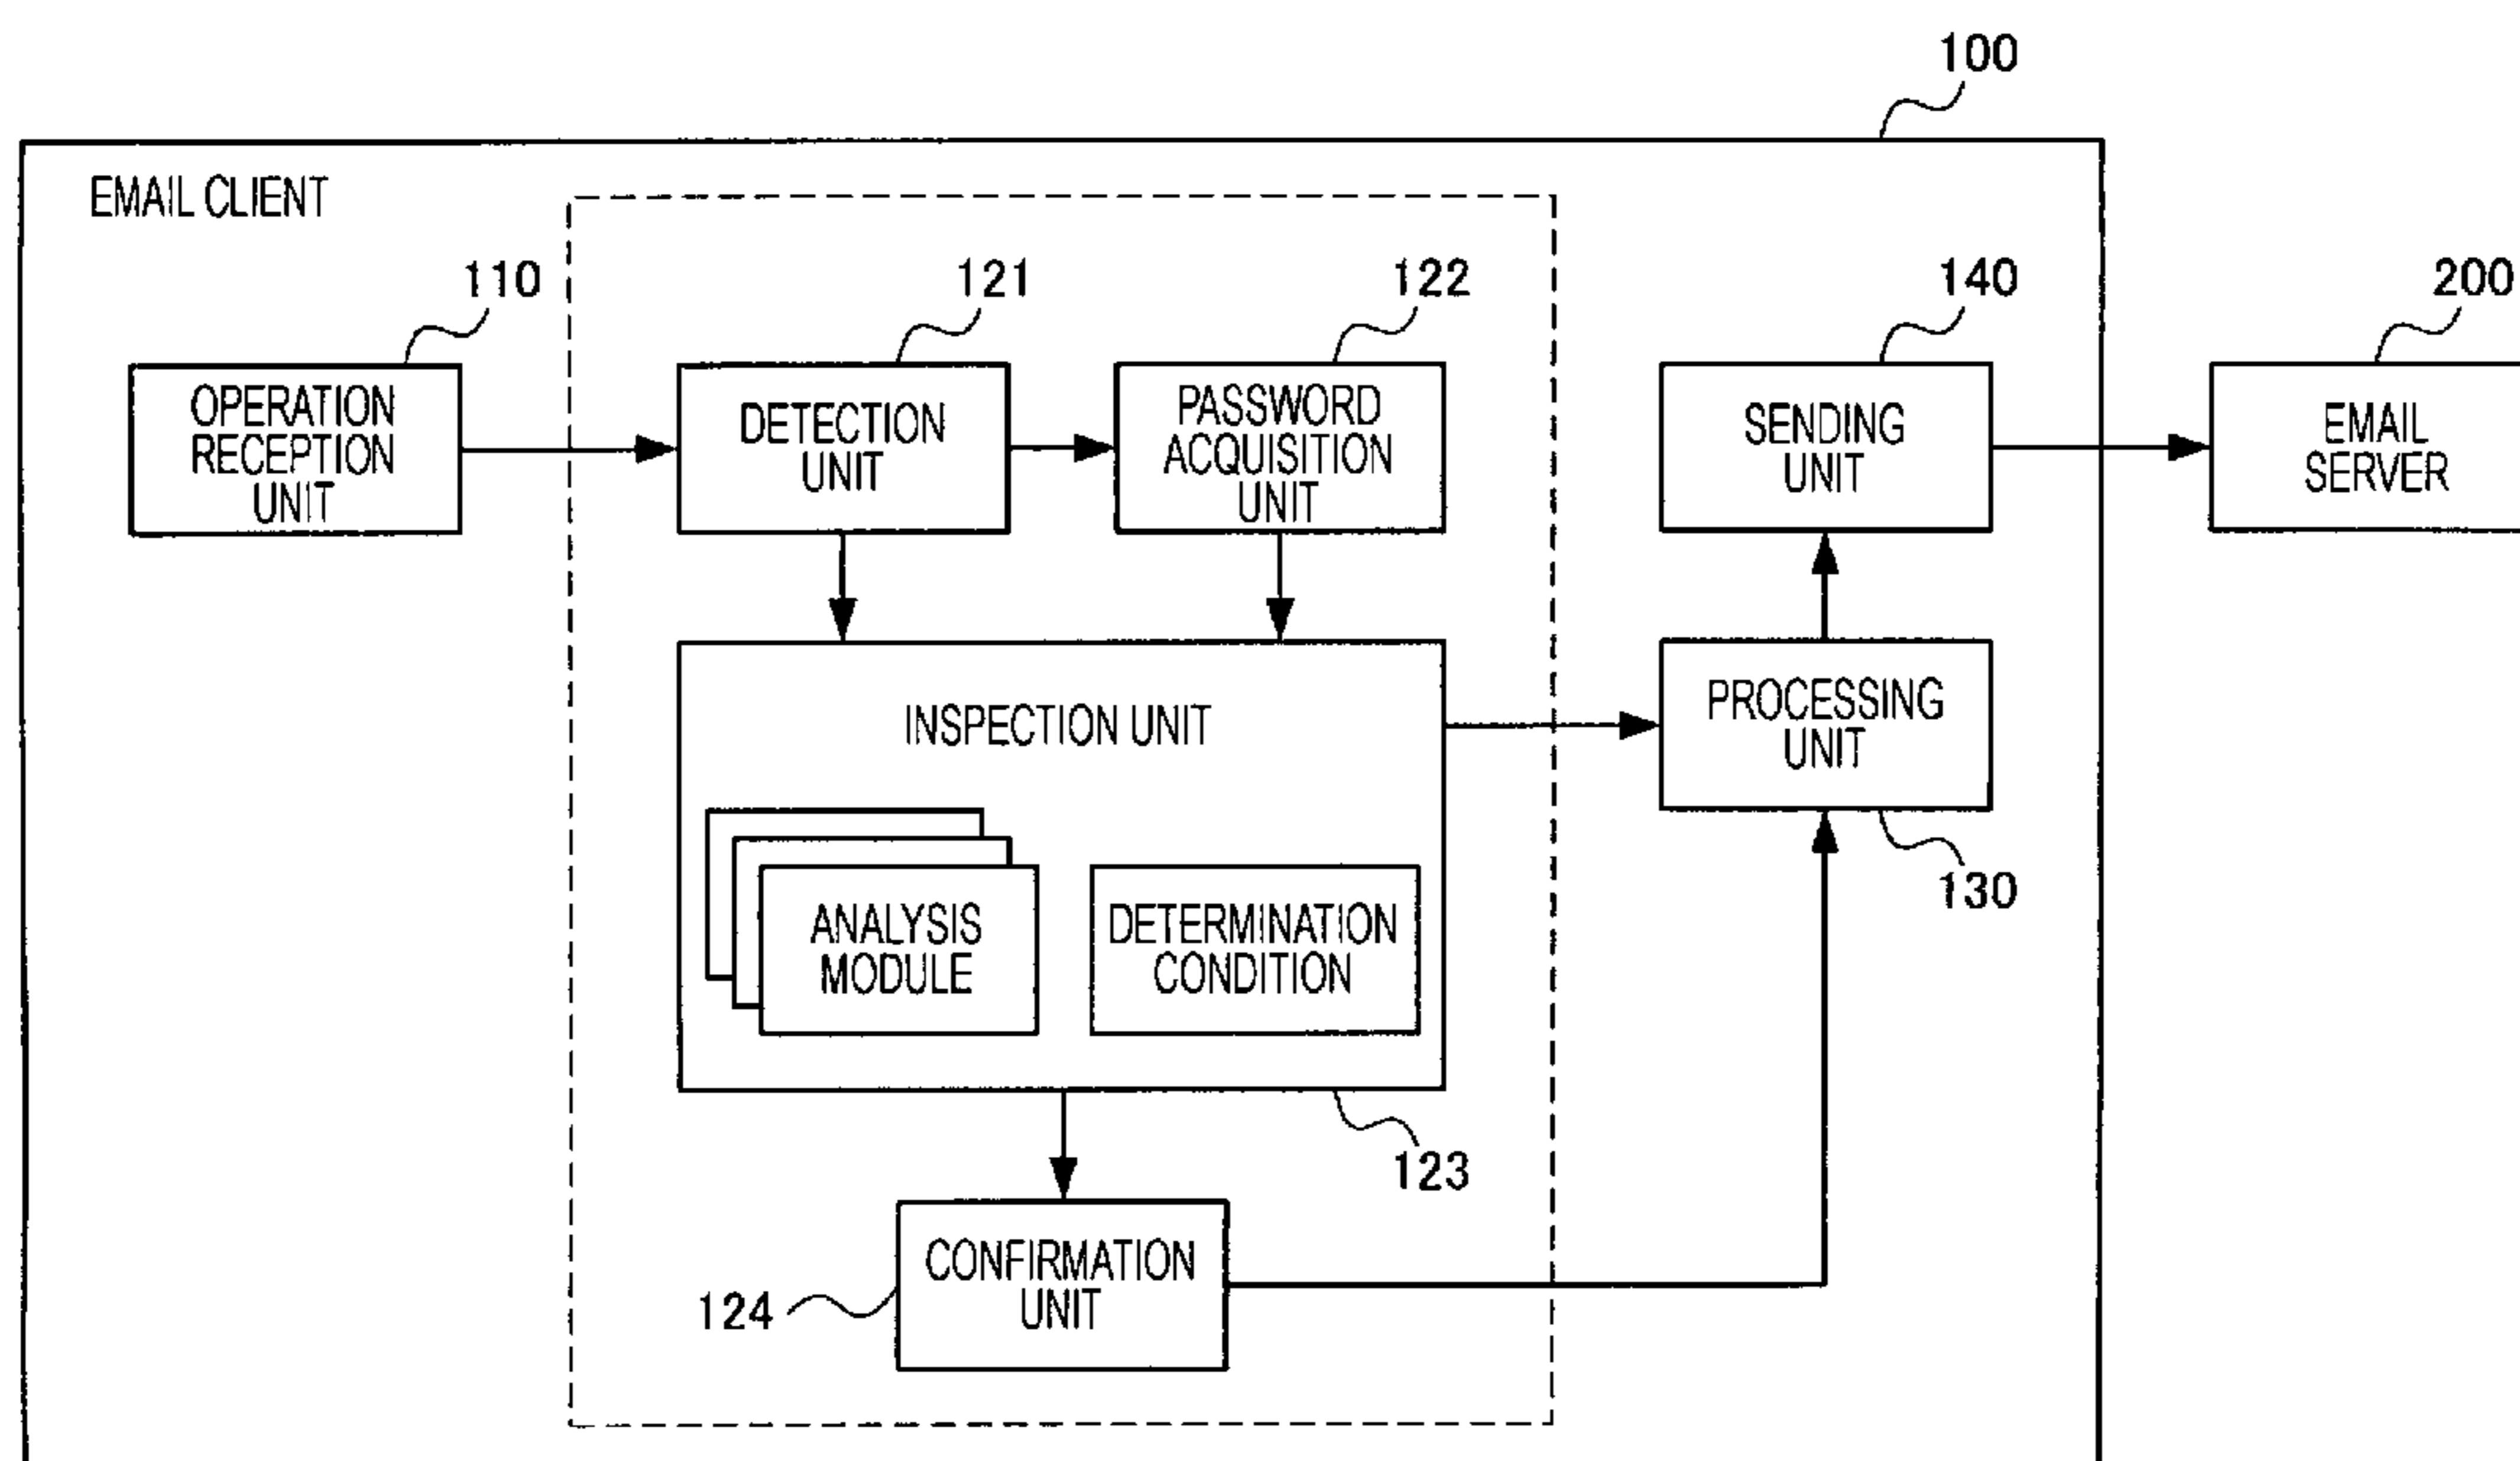 100
EMAIL CLIENT
110
121
122
140
200
OPERATION
RECEPTION
UNIT
DETECTION
UNIT
PASSWORD
ACQUISITION
UNIT
SENDING
UNIT
EMAIL
SERVER
INSPECTION UNIT
PROCESSING
UNIT
130
ANALYSIS
MODULE
DETERMINATION
CONDITION
123
CONFIRMATION
UNIT
124